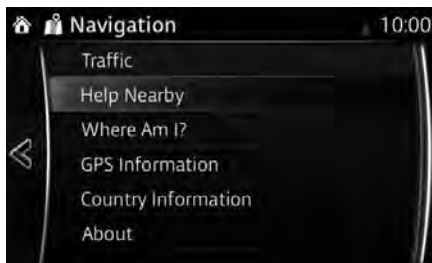 Navigation 10:00
Traffic
Help Nearby
Where Am I?
GPS Information
Country Information
About